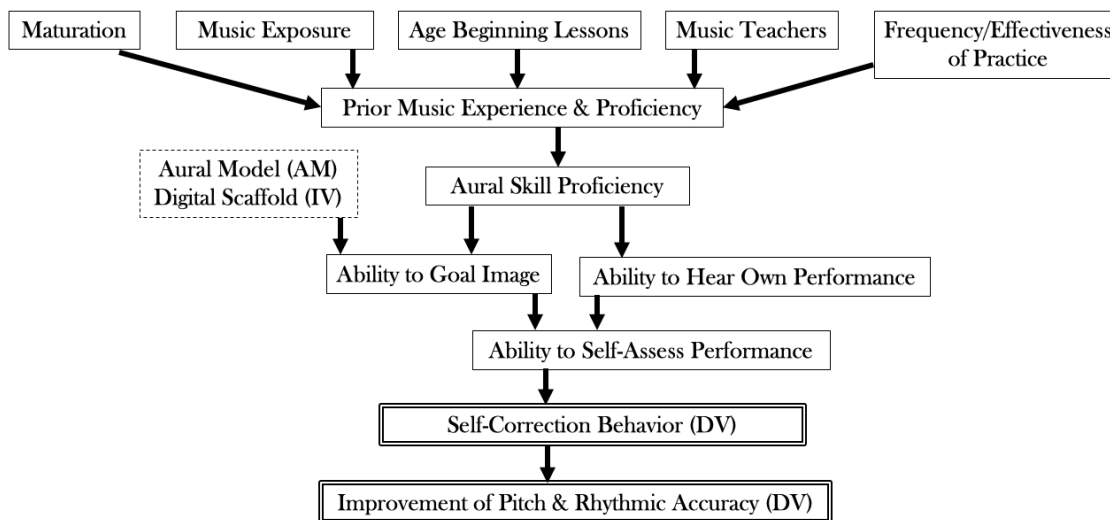 Maturation
Music Exposure
Age Beginning Lessons
Music Teachers
Frequency/Effectiveness
of Practice
Prior Music Experience & Proficiency
Aural Model (AM)
Digital Scaffold (IV)
Aural Skill Proficiency
Ability to Goal Image
Ability to Hear Own Performance
Ability to Self-Assess Performance
Self-Correction Behavior (DV)
Improvement of Pitch & Rhythmic Accuracy (DV)